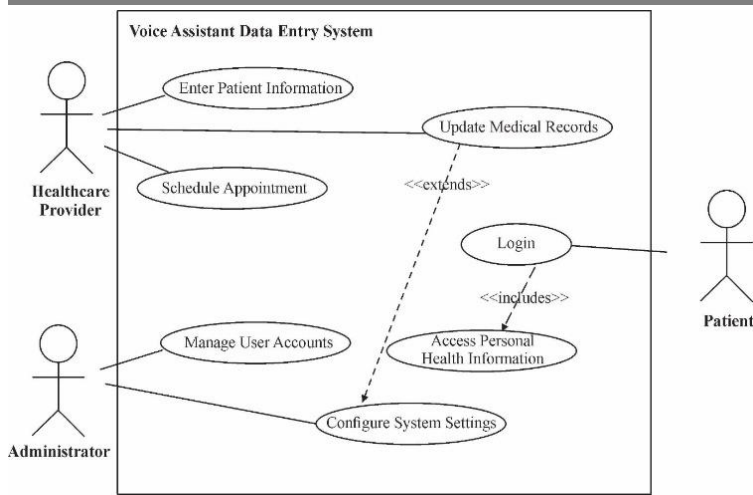 Voice Assistant Data Entry System
Enter Patient Information
Update Medical Records
Healthcare
Provider
Schedule Appointment
<<extends>>
Login
<<includes>>
Patient
Manage User Accounts
Access Personal
Health Information
Administrator
Configure System Settings